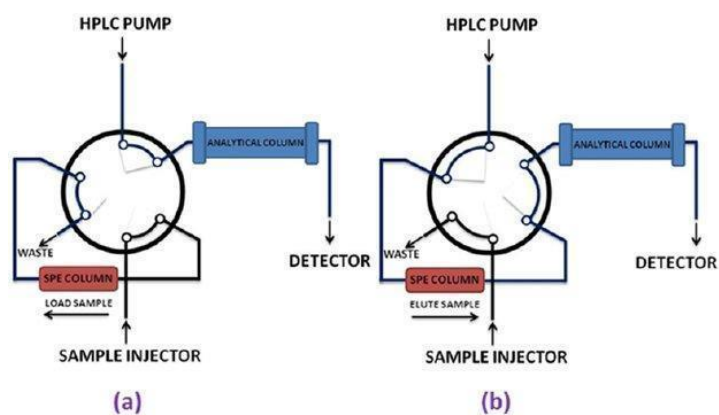 HPLC PUMP
ANALYTICAL COLUMN
WASTE
DETECTOR
SPE COLUMN
LOAD SAMPLE
SAMPLE INJECTOR
(a)
HPLC PUMP
ANALYTICAL COLUMN
WASTE
DETECTOR
SPE COLUMN
ELUTE SAMPLE
SAMPLE INJECTOR
(b)